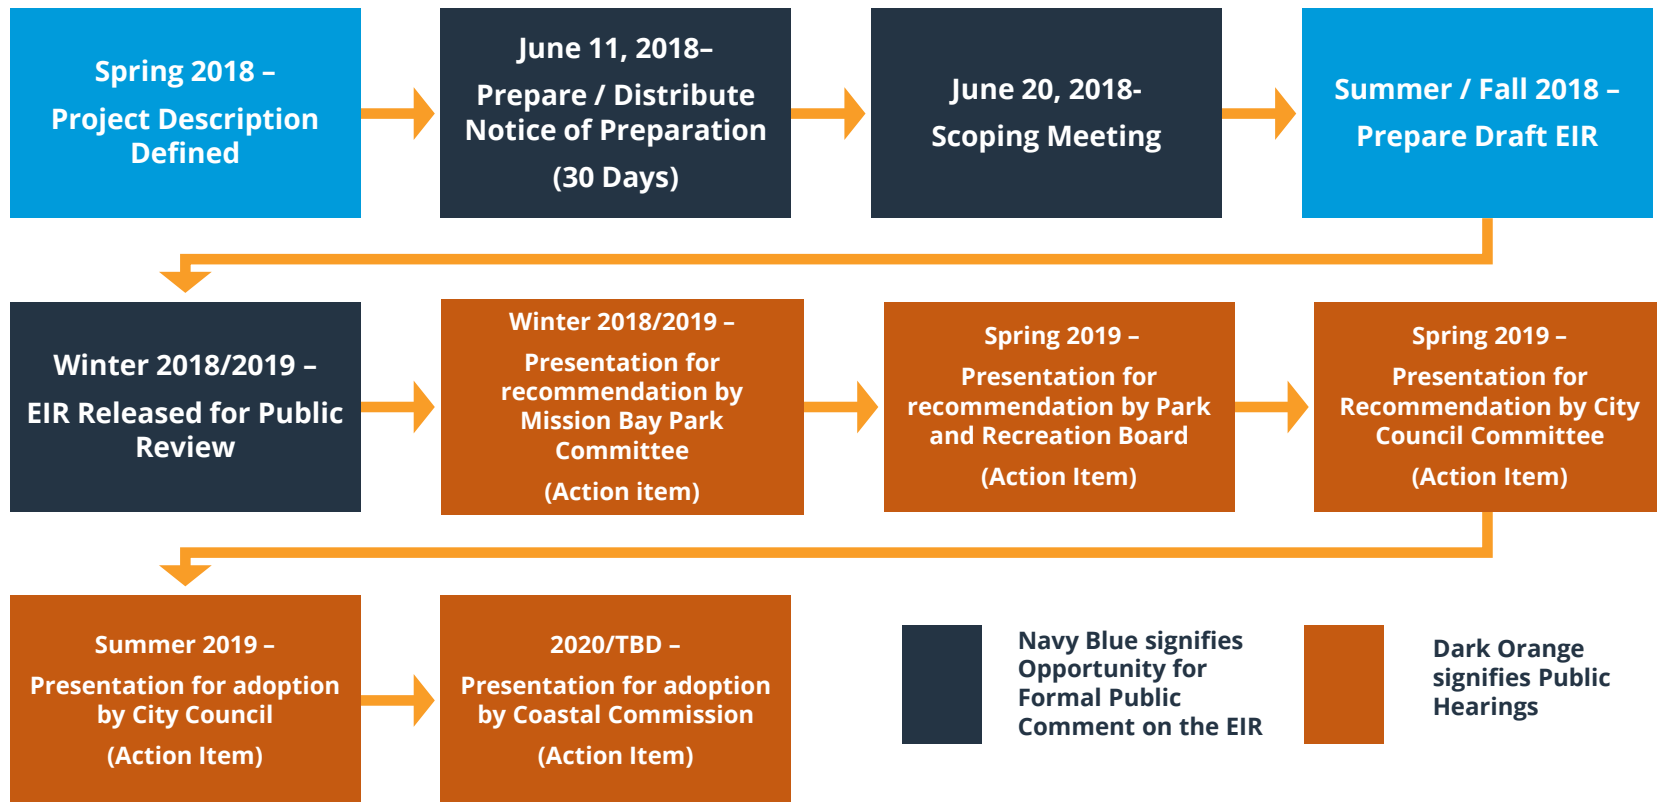 Spring 2018 –
Project Description
Defined
June 11, 2018–
Prepare / Distribute
Notice of Preparation
(30 Days)
June 20, 2018-
Scoping Meeting
Summer / Fall 2018 –
Prepare Draft EIR
Winter 2018/2019 –
EIR Released for Public
Review
Winter 2018/2019 –
Presentation for
recommendation by
Mission Bay Park
Committee
(Action item)
Spring 2019 –
Presentation for
recommendation by Park
and Recreation Board
(Action Item)
Spring 2019 –
Presentation for
Recommendation by City
Council Committee
(Action Item)
Summer 2019 –
Presentation for adoption
by City Council
(Action Item)
2020/TBD –
Presentation for adoption
by Coastal Commission
(Action Item)
Navy Blue signifies
Opportunity for
Formal Public
Comment on the EIR
Dark Orange
signifies Public
Hearings